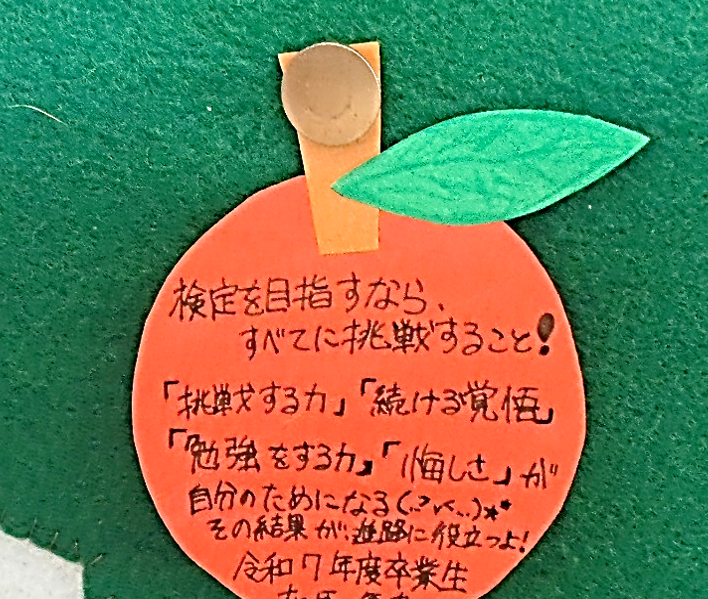 検定を目指すなら、
すべてに挑戦すること!
「挑戦する力」「続ける覚悟」
「勉強をする力」「悔しさ」が
自分のためになる(..>v<..)**
その結果が、進路に役立つよ!
令和7年度卒業生